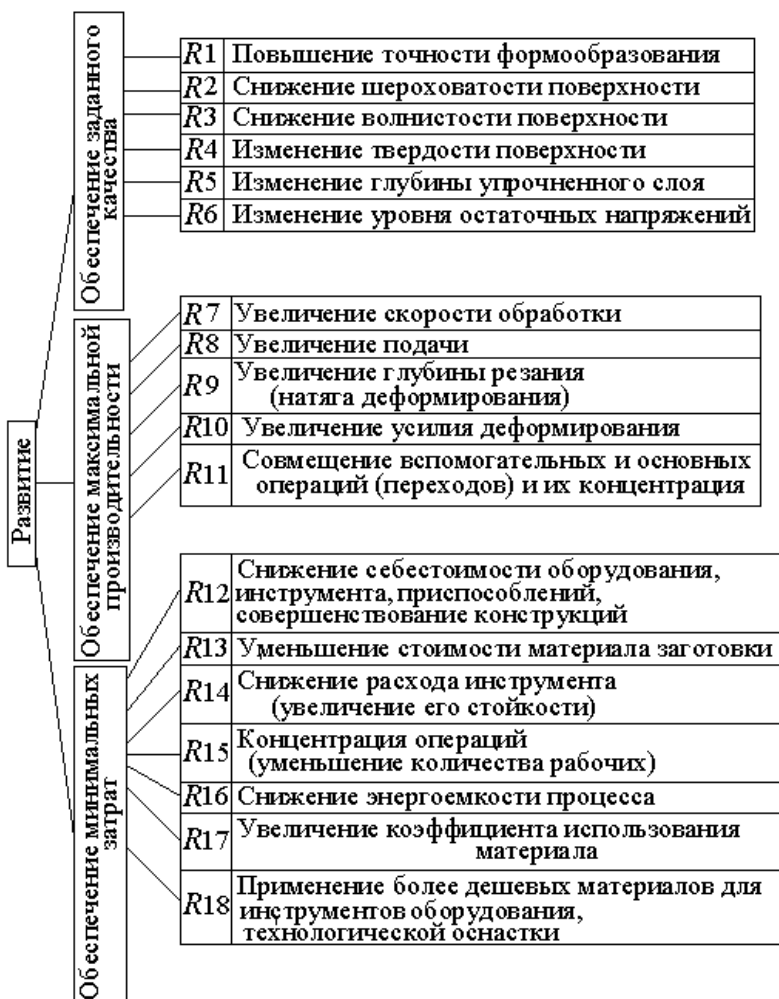 Развитие
Обеспечение заданного
качества
R1 Повышение точности формообразования
R2 Снижение шероховатости поверхности
R3 Снижение волнистости поверхности
R4 Изменение твердости поверхности
R5 Изменение глубины упрочненного слоя
R6 Изменение уровня остаточных напряжений
Обеспечение максимальной
производительности
R7 Увеличение скорости обработки
R8 Увеличение подачи
R9 Увеличение глубины резания
(натяга деформирования)
R10 Увеличение усилия деформирования
R11 Совмещение вспомогательных и основных
операций (переходов) и их концентрация
Обеспечение минимальных
затрат
R12 Снижение себестоимости оборудования,
инструмента, приспособлений,
совершенствование конструкций
R13 Уменьшение стоимости материала заготовки
R14 Снижение расхода инструмента
(увеличение его стойкости)
R15 Концентрация операций
(уменьшение количества рабочих)
R16 Снижение энергоемкости процесса
R17 Увеличение коэффициента использования
материала
R18 Применение более дешевых материалов для
инструментов оборудования,
технологической оснастки